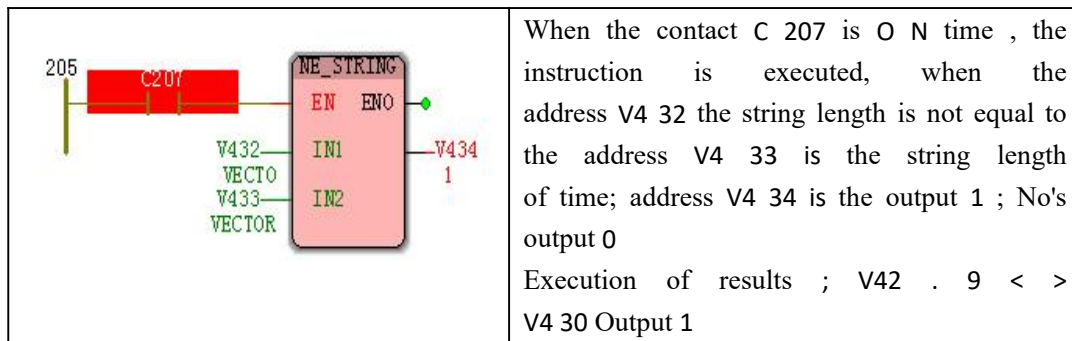 205
C207
NE_STRING
EN ENO
V432 IN1 V434
VECTO 1
V433 IN2
VECTOR
When the contact C 207 is O N time , the
instruction is executed, when the
address V4 32 the string length is not equal to
the address V4 33 is the string length
of time; address V4 34 is the output 1 ; No's
output 0
Execution of results ; V42 . 9 < >
V4 30 Output 1